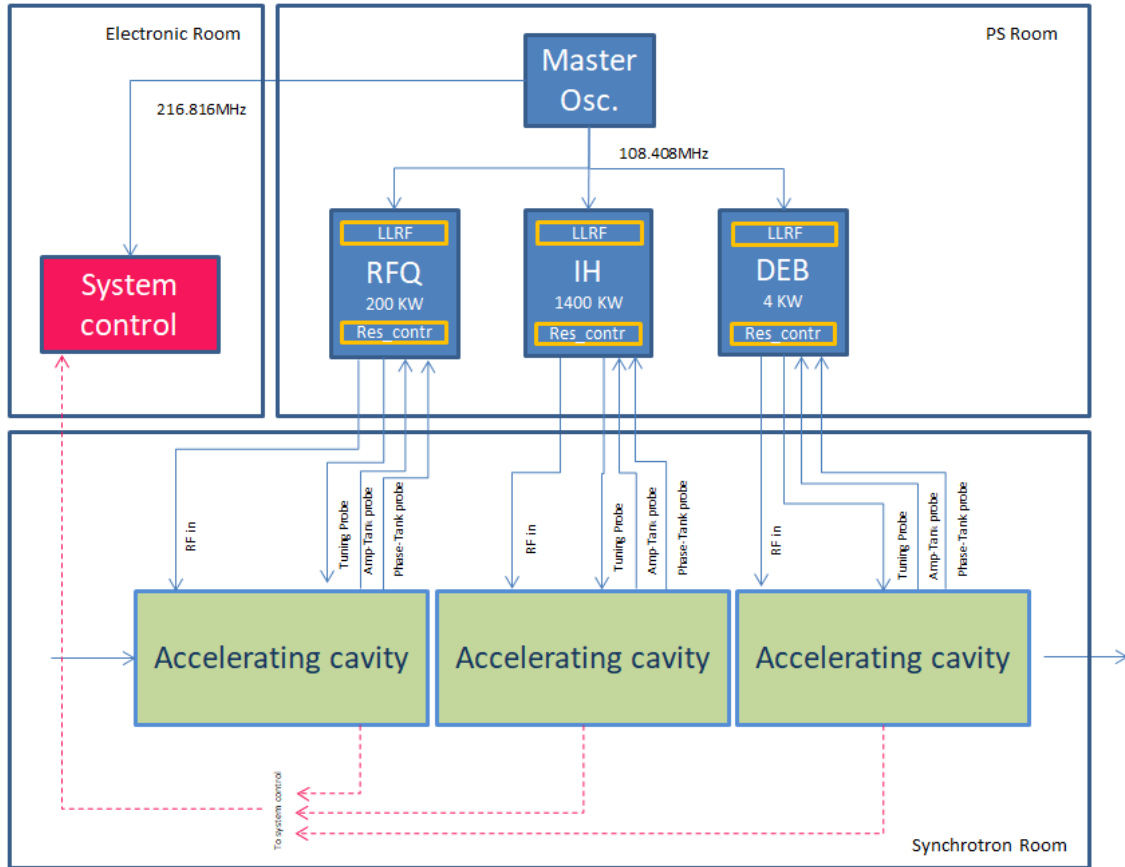 Electronic Room
PS Room
Master
Osc.
216.816MHz
108.408MHz
LLRF
RFQ
200 KW
Res_contr
LLRF
IH
1400 KW
Res_contr
LLRF
DEB
4 KW
Res_contr
System
control
RF in
Tuning Probe
Amp-Tank probe
Phase-Tank probe
RF in
Tuning Probe
Amp-Tank probe
Phase-Tank probe
RF in
Tuning Probe
Amp-Tank probe
Phase-Tank probe
Accelerating cavity
Accelerating cavity
Accelerating cavity
To system control
Synchrotron Room